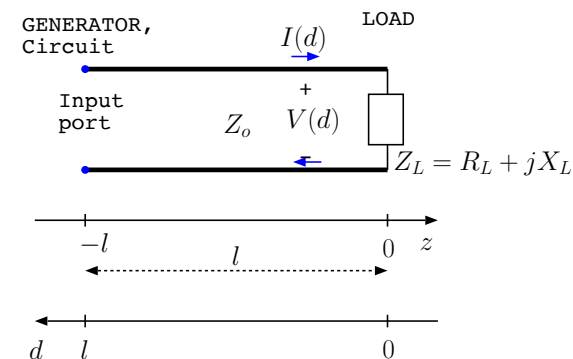 GENERATOR,
Circuit
LOAD
I(d)
+
Input
port
Z_o
V(d)
-
Z_L = R_L + jX_L
-l
0
z
l
d
l
0